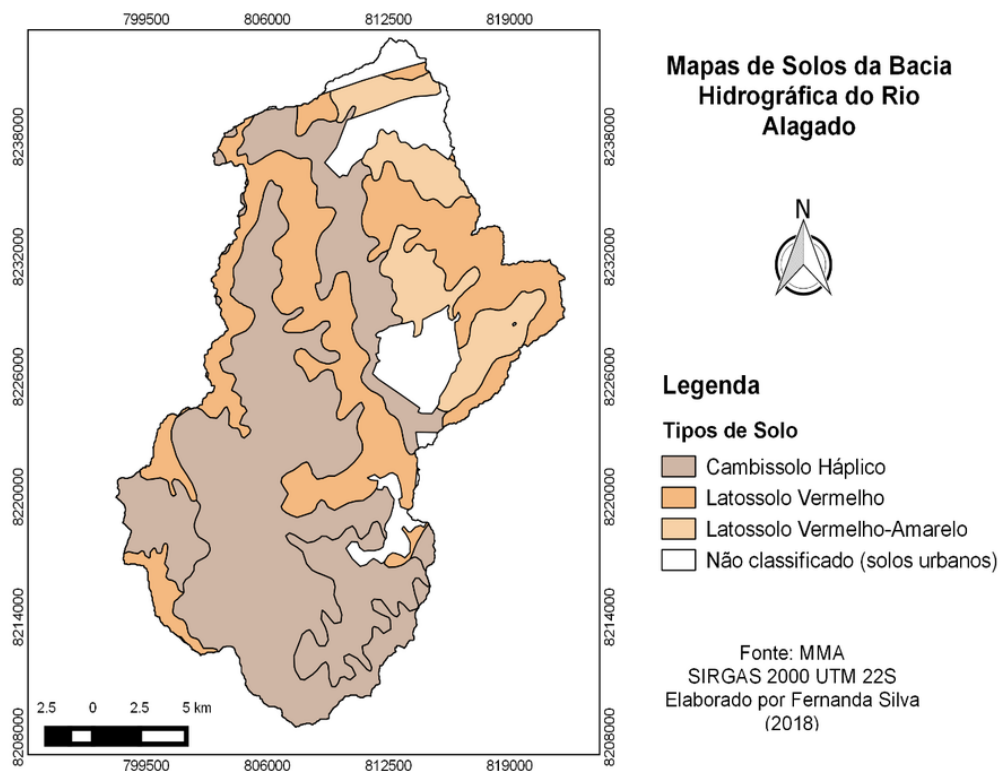 799500 806000 812500 819000
8238000
8232000
8226000
8220000
8214000
8208000
8238000
8232000
8226000
8220000
8214000
8208000
2.5 0 2.5 5 km
799500 806000 812500 819000
Mapas de Solos da Bacia
Hidrográfica do Rio
Alagado
N
Legenda
Tipos de Solo
Cambissolo Háplico
Latossolo Vermelho
Latossolo Vermelho-Amarelo
Não classificado (solos urbanos)
Fonte: MMA
SIRGAS 2000 UTM 22S
Elaborado por Fernanda Silva
(2018)